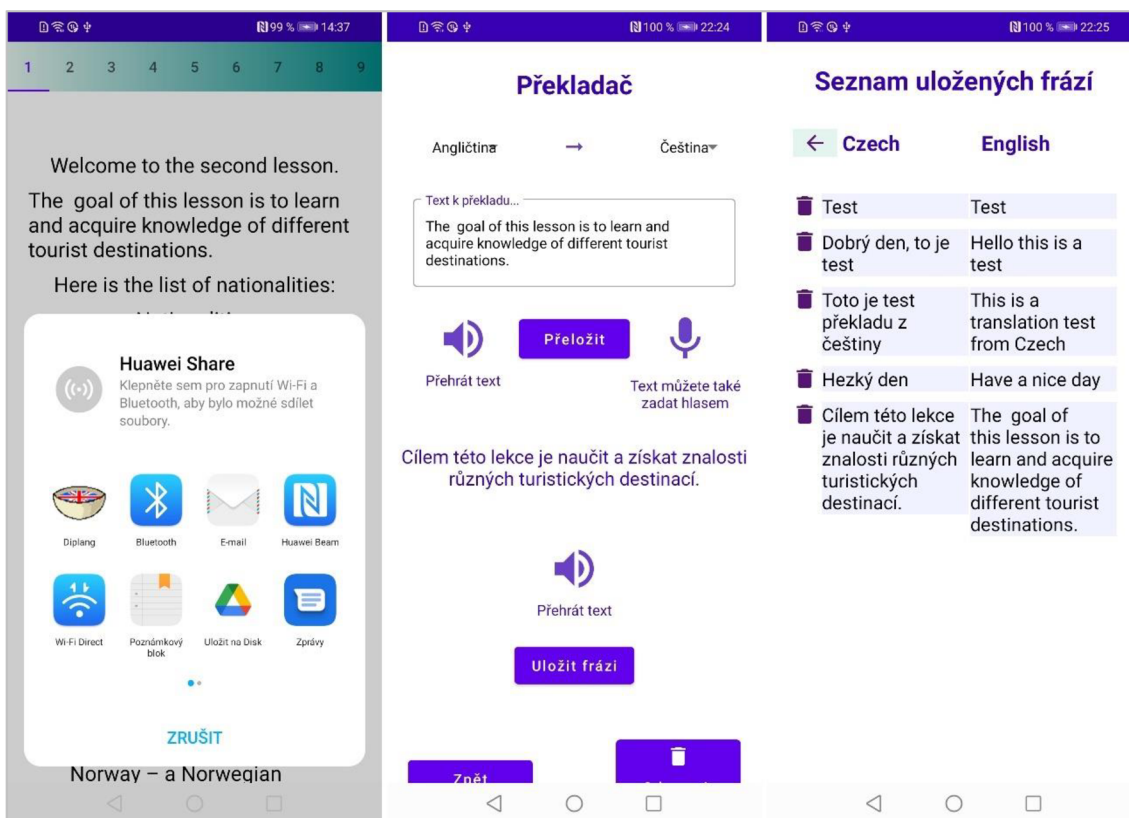 99 % 14:37
1 2 3 4 5 6 7 8 9
Welcome to the second lesson.
The goal of this lesson is to learn
and acquire knowledge of different
tourist destinations.
Here is the list of nationalities:
Huawei Share
Klepněte sem pro zapnutí Wi-Fi a
Bluetooth, aby bylo možné sdílet
soubory.
Diplang
Bluetooth
E-mail
Huawei Beam
Wi-Fi Direct
Poznámkový
blok
Uložit na Disk
Zprávy
ZRUŠIT
Norway – a Norwegian
100 % 22:24
Překladač
Angličtina → Čeština
Text k překladu...
The goal of this lesson is to learn and
acquire knowledge of different tourist
destinations.
Přeložit
Přehrát text
Text můžete také
zadat hlasem
Cílem této lekce je naučit a získat znalosti
různých turistických destinací.
Přehrát text
Uložit frázi
Zpět
100 % 22:25
Seznam uložených frází
Czech English
Test Test
Dobrý den, to je Hello this is a
test test
Toto je test This is a
překladu z translation test
češtiny from Czech
Hezký den Have a nice day
Cílem této lekce The goal of
je naučit a získat this lesson is to
znalosti různých learn and acquire
turistických knowledge of
destinací. different tourist
destinations.